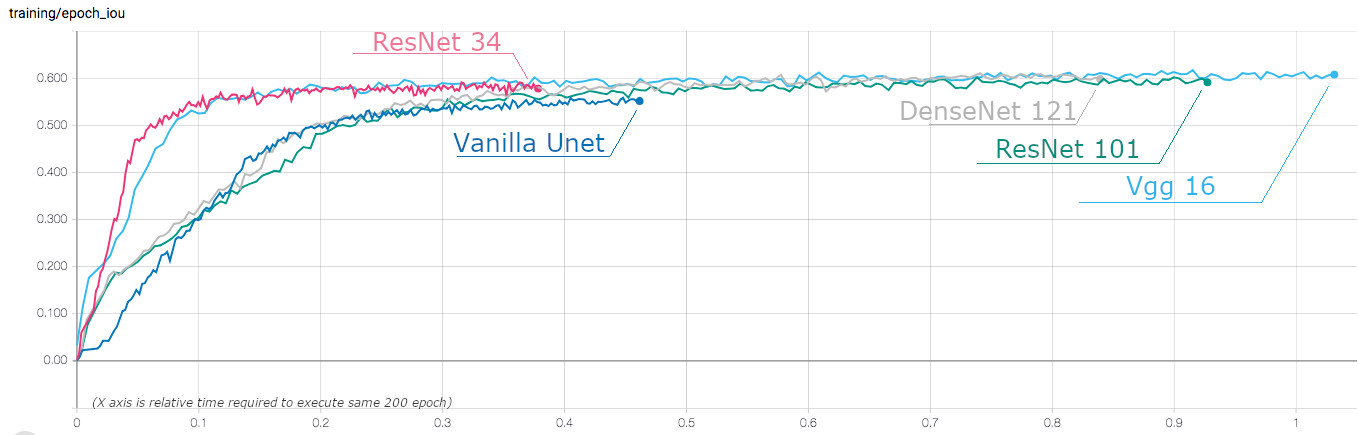 training/epoch_iou
ResNet 34
0.600
DenseNet 121
0.500
Vanilla Unet
ResNet 101
0.400
Vgg 16
0.300
0.200
0.100
0.00
(X axis is relative time required to execute same 200 epoch)
0 0.1 0.2 0.3 0.4 0.5 0.6 0.7 0.8 0.9 1